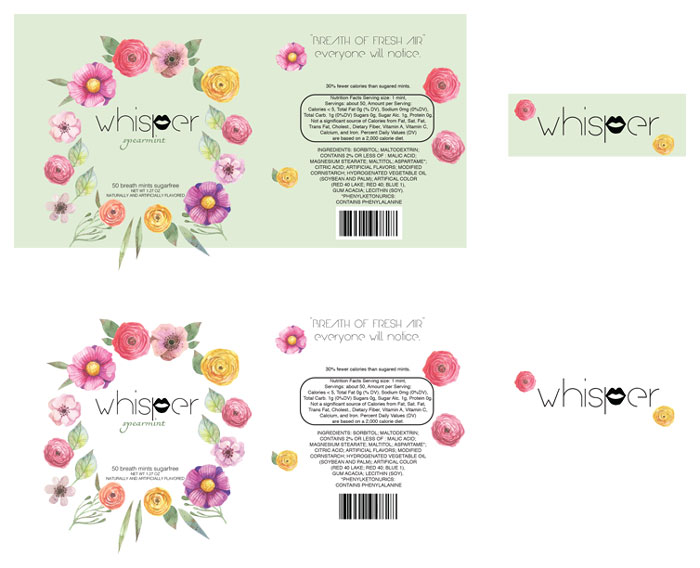 whisper
spearmint
50 breath mints sugarfree
NET WT 1.27 OZ
NATURALLY AND ARTIFICIALLY FLAVORED
"BREATH OF FRESH AIR"
everyone will notice.
30% fewer calories than sugared mints.
Nutrition Facts Serving size: 1 mint,
Servings: about 50, Amount per Serving:
Calories < 5, Total Fat 0g (% DV), Sodium 0mg (0%DV),
Total Carb. 1g (0%DV) Sugars 0g, Sugar Alc. 1g, Protein 0g.
Not a significant source of Calories from Fat, Sat. Fat,
Trans Fat, Cholest., Dietary Fiber, Vitamin A, Vitamin C,
Calcium, and Iron. Percent Daily Values (DV)
are based on a 2,000 calorie diet.
INGREDIENTS: SORBITOL; MALTODEXTRIN;
CONTAINS 2% OR LESS OF : MALIC ACID;
MAGNESIUM STEARATE, MALTITOL, ASPARTAME*;
CITRIC ACID; ARTIFICIAL FLAVORS; MODIFIED
CORNSTARCH; HYDROGENATED VEGETABLE OIL
(SOYBEAN AND PALM); ARTIFICIAL COLOR
(RED 40 LAKE; RED 40; BLUE 1),
GUM ACACIA; LECITHIN (SOY).
*PHENYLKETONURICS:
CONTAINS PHENYLALANINE
whisper
whisper
spearmint
50 breath mints sugarfree
NET WT 1.27 OZ
NATURALLY AND ARTIFICIALLY FLAVORED
"BREATH OF FRESH AIR"
everyone will notice.
30% fewer calories than sugared mints.
Nutrition Facts Serving size: 1 mint,
Servings: about 50, Amount per Serving:
Calories < 5, Total Fat 0g (% DV), Sodium 0mg (0%DV),
Total Carb. 1g (0%DV) Sugars 0g, Sugar Alc. 1g, Protein 0g.
Not a significant source of Calories from Fat, Sat. Fat,
Trans Fat, Cholest., Dietary Fiber, Vitamin A, Vitamin C,
Calcium, and Iron. Percent Daily Values (DV)
are based on a 2,000 calorie diet.
INGREDIENTS: SORBITOL; MALTODEXTRIN;
CONTAINS 2% OR LESS OF : MALIC ACID;
MAGNESIUM STEARATE, MALTITOL, ASPARTAME*;
CITRIC ACID; ARTIFICIAL FLAVORS; MODIFIED
CORNSTARCH; HYDROGENATED VEGETABLE OIL
(SOYBEAN AND PALM); ARTIFICIAL COLOR
(RED 40 LAKE; RED 40; BLUE 1),
GUM ACACIA; LECITHIN (SOY).
*PHENYLKETONURICS:
CONTAINS PHENYLALANINE
whisper